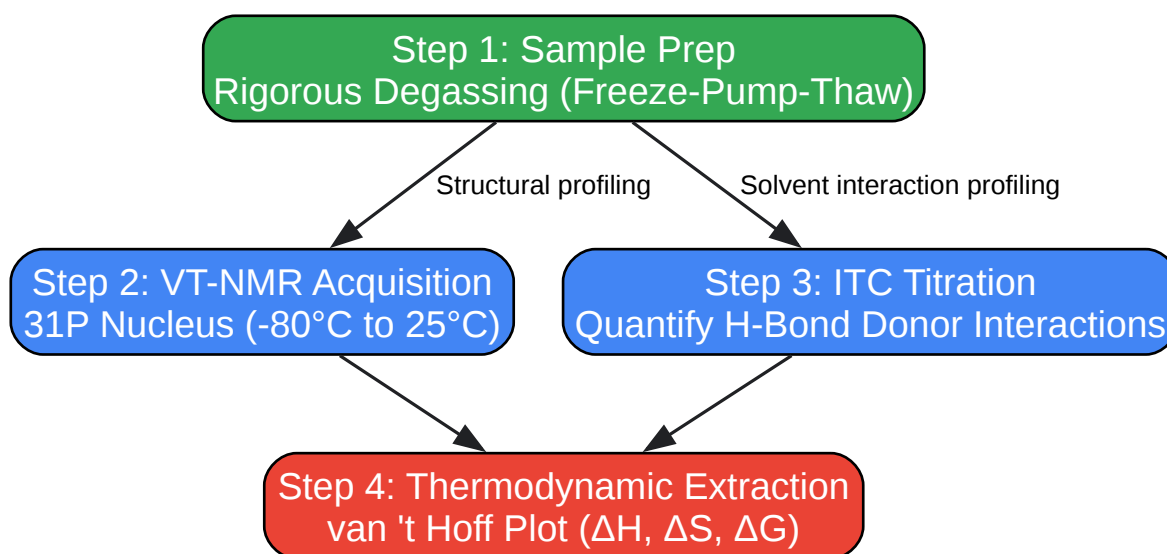 Step 1: Sample Prep
Rigorous Degassing (Freeze-Pump-Thaw)
Structural profiling
Solvent interaction profiling
Step 2: VT-NMR Acquisition
31P Nucleus (-80°C to 25°C)
Step 3: ITC Titration
Quantify H-Bond Donor Interactions
Step 4: Thermodynamic Extraction
van 't Hoff Plot (ΔH, ΔS, ΔG)